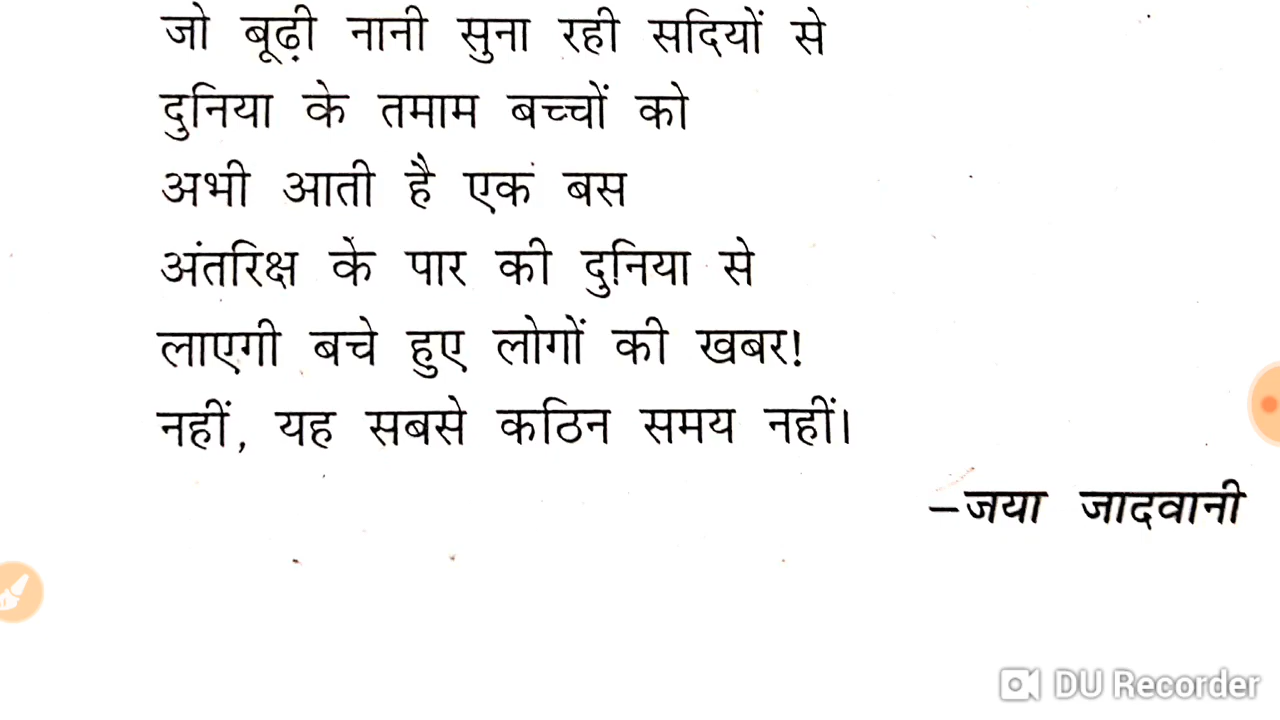 जो बूढ़ी नानी सुना रही सदियों से
दुनिया के तमाम बच्चों को
अभी आती है एक बस
अंतरिक्ष के पार की दुनिया से
लाएगी बचे हुए लोगों की खबर!
नहीं, यह सबसे कठिन समय नहीं।
–जया जादवानी
DU Recorder